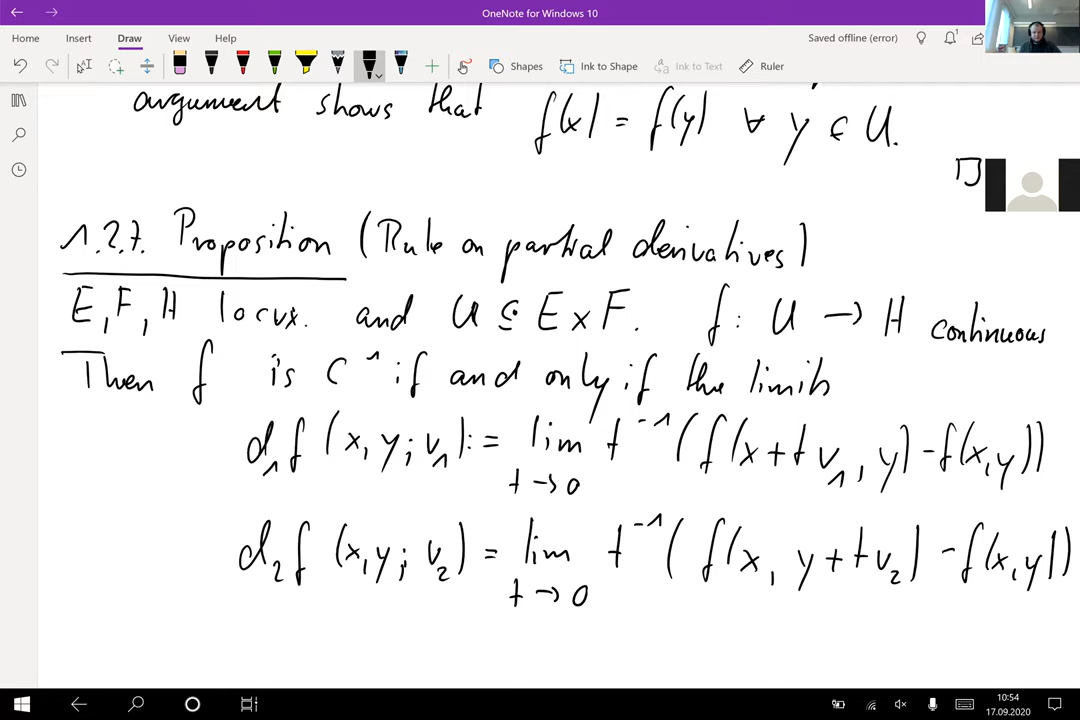 OneNote for Windows 10
Home Insert Draw View Help Saved offline (error)
Shapes Ink to Shape Ink to Text Ruler
argument shows that f(x) = f(y) ∀ y ∈ U.
1.2.7. Proposition (Rule on partial derivatives)
E, F, H locvx. and U ⊆ E × F. f: U → H continuous
Then f is C¹ if and only if the limits
d₁f (x, y; v₁) := lim t⁻¹ (f(x + t v₁, y) - f(x,y))
t → 0
d₂f (x,y; v₂) = lim t⁻¹ (f(x, y + t v₂) - f(x,y))
t → 0
10:54
17.09.2020